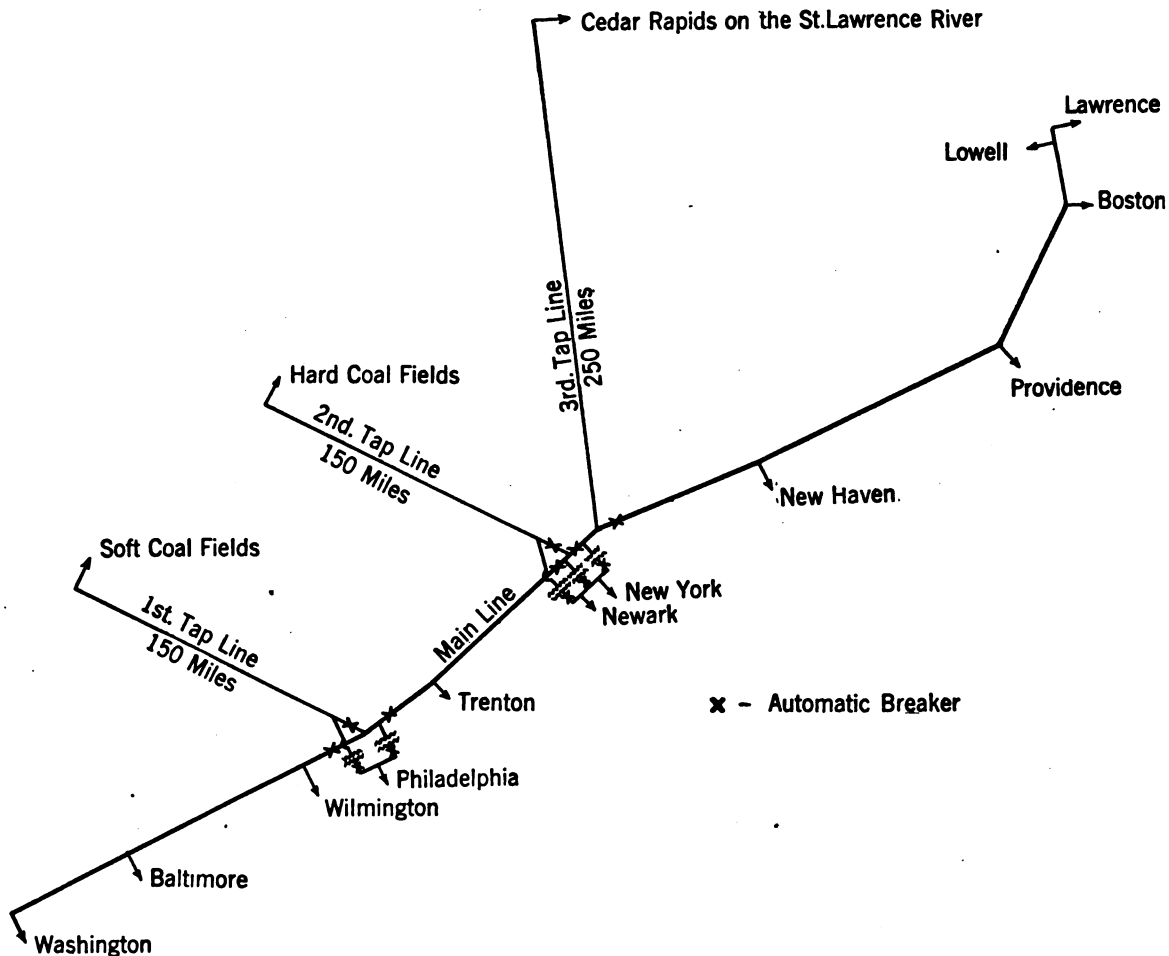 Cedar Rapids on the St.Lawrence River
Lawrence
Lowell
Boston
3rd. Tap Line
250 Miles
Providence
Hard Coal Fields
2nd. Tap Line
150 Miles
New Haven.
Soft Coal Fields
1st. Tap Line
150 Miles
New York
Newark
Main Line
Trenton
x - Automatic Breaker
Philadelphia
Wilmington
Baltimore
Washington